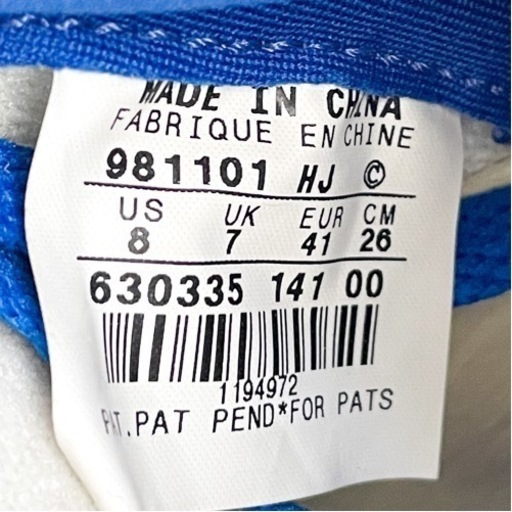 MADE IN CHINA
FABRIQUE EN CHINE
981101 HJ ©
US UK EUR CM
8 7 41 26
630335 141 00
1194972
PAT.PAT PEND*FOR PATS